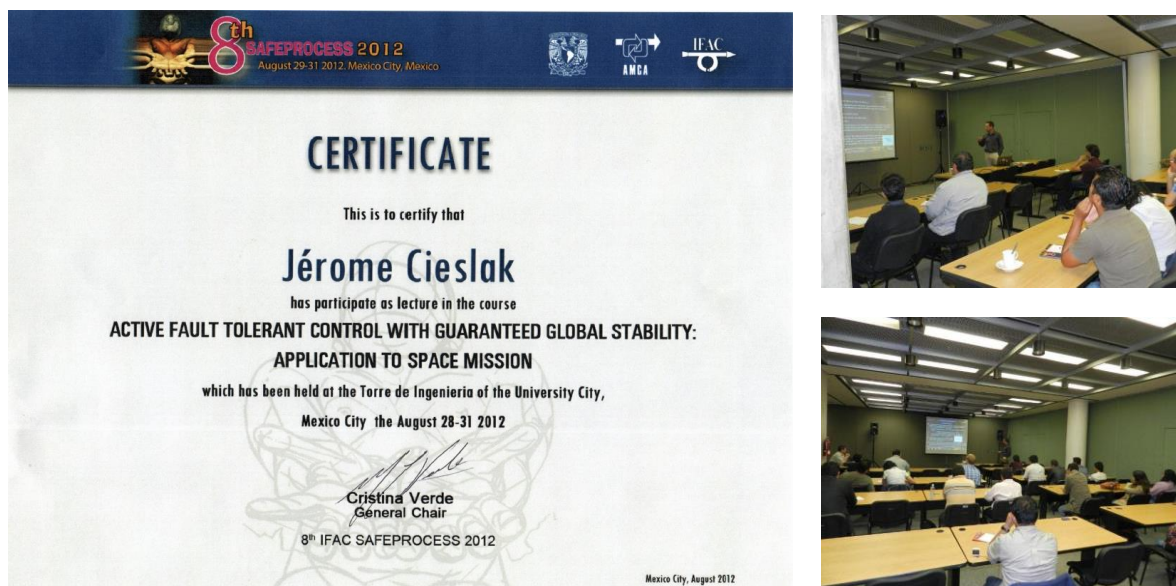 8th
SAFEPROCESS 2012
August 29-31 2012. Mexico City, Mexico
AMCA
IFAC
CERTIFICATE
This is to certify that
Jérome Cieslak
has participate as lecture in the course
ACTIVE FAULT TOLERANT CONTROL WITH GUARANTEED GLOBAL STABILITY:
APPLICATION TO SPACE MISSION
which has been held at the Torre de Ingenieria of the University City,
Mexico City the August 28-31 2012
Cristina Verde
General Chair
8th IFAC SAFEPROCESS 2012
Mexico City, August 2012